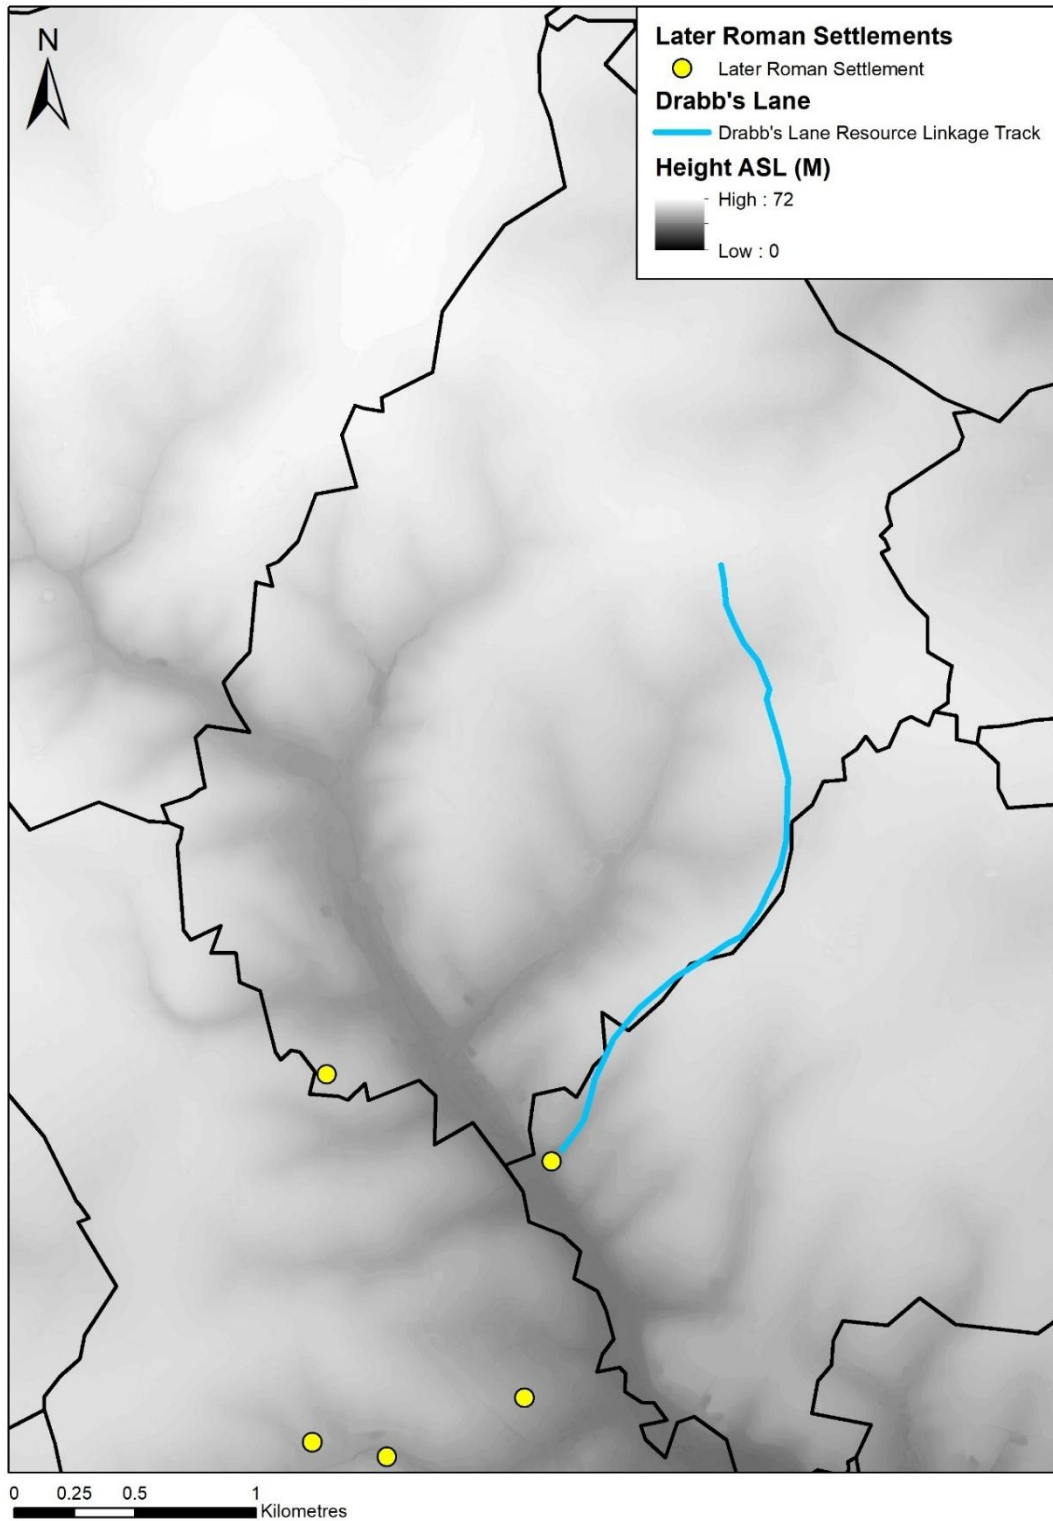 N
Later Roman Settlements
Later Roman Settlement
Drabb's Lane
Drabb's Lane Resource Linkage Track
Height ASL (M)
High : 72
Low : 0
0 0.25 0.5 1
Kilometres